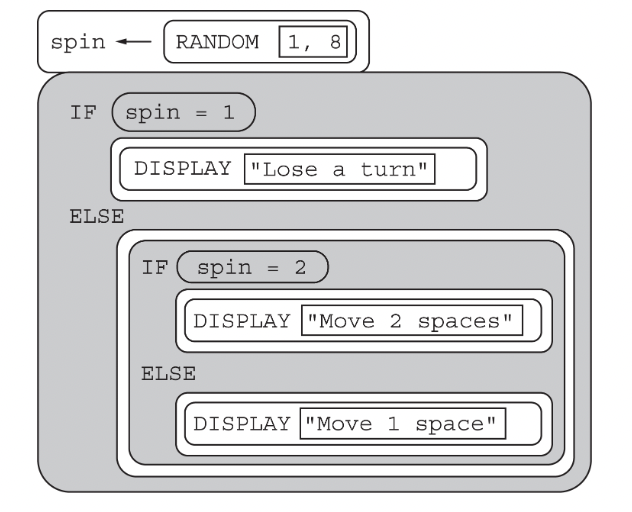 spin ← RANDOM 1, 8
IF spin = 1
DISPLAY "Lose a turn"
ELSE
IF spin = 2
DISPLAY "Move 2 spaces"
ELSE
DISPLAY "Move 1 space"